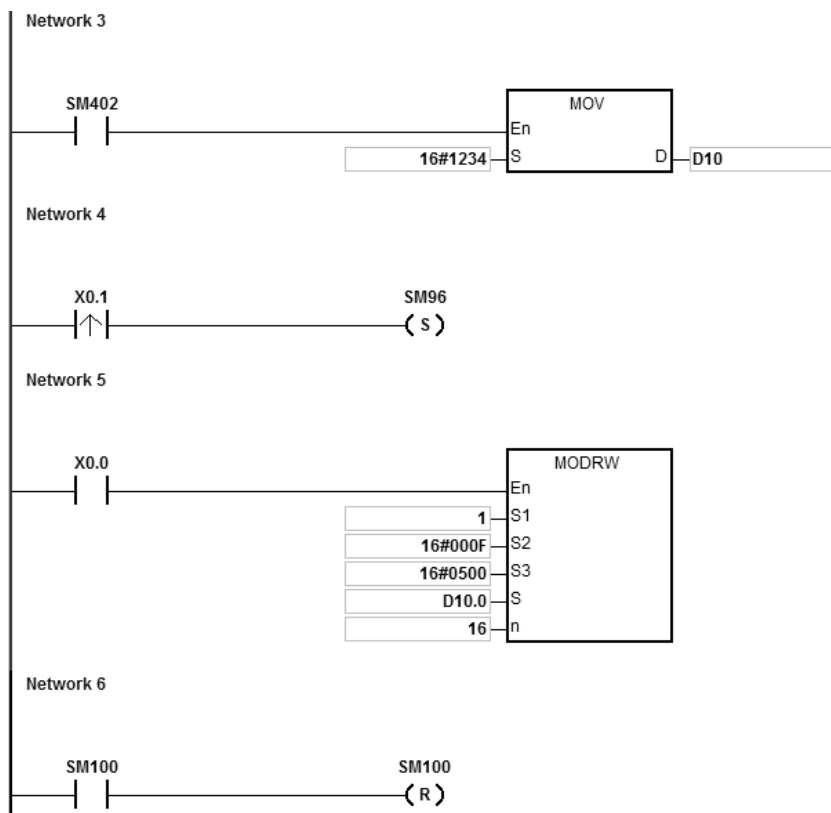 Network 3
SM402
MOV
En
16#1234 S D D10
Network 4
X0.1 SM96
S
Network 5
X0.0
MODRW
En
1 S1
16#000F S2
16#0500 S3
D10.0 S
16 n
Network 6
SM100 SM100
R